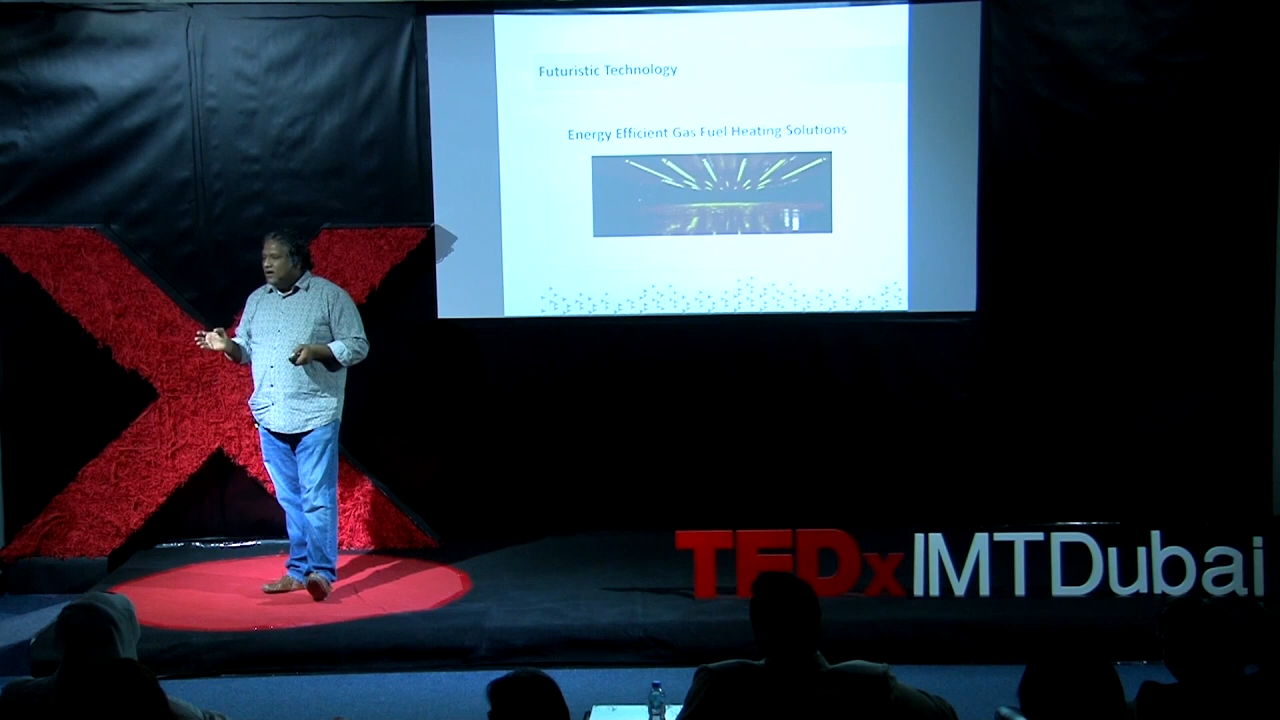 Futuristic Technology
Energy Efficient Gas Fuel Heating Solutions
X
TEDxIMTDubai